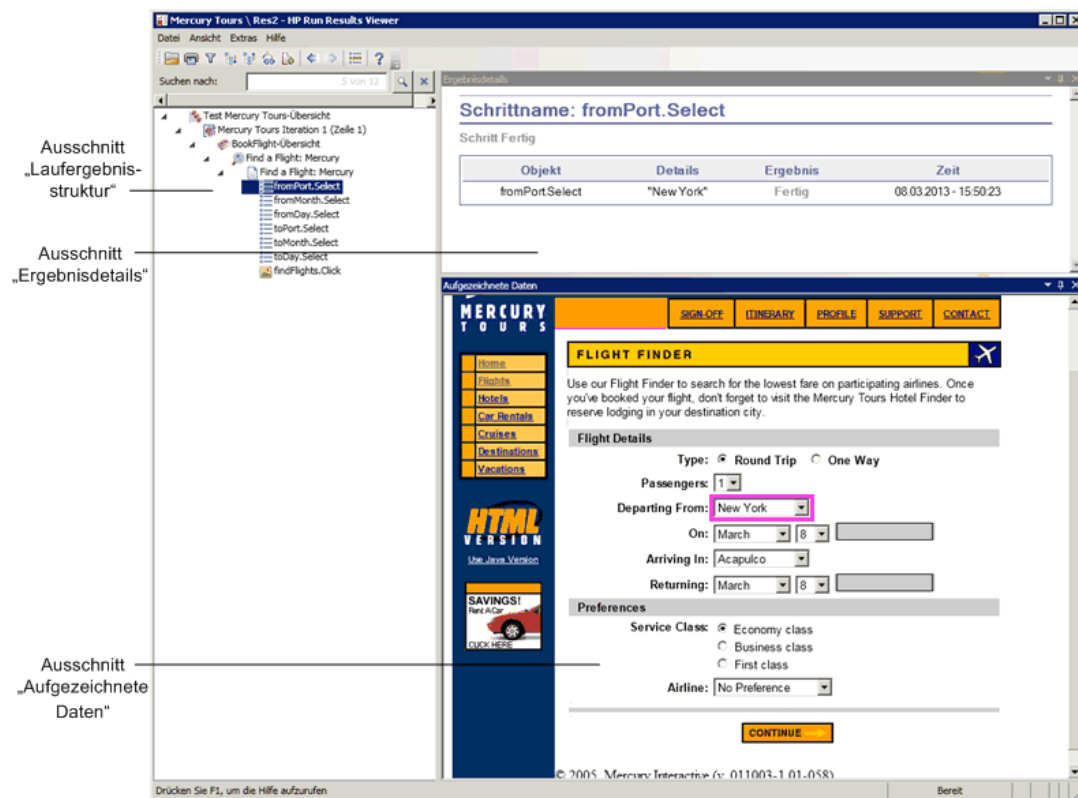 Mercury Tours \ Res2 - HP Run Results Viewer
Datei Ansicht Extras Hilfe
Suchen nach: 5 von 12
Test Mercury Tours-Übersicht
Mercury Tours Iteration 1 (Zeile 1)
BookFlight-Übersicht
Find a Flight: Mercury
Find a Flight: Mercury
fromPort.Select
fromMonth.Select
fromDay.Select
toPort.Select
toMonth.Select
toDay.Select
findFlights.Click
Ausschnitt
„Laufergebnis-
struktur“
Ausschnitt
„Ergebnisdetails“
Ausschnitt
„Aufgezeichnete
Daten“
Ergebnisdetails
Schrittname: fromPort.Select
Schritt Fertig
Objekt Details Ergebnis Zeit
fromPort.Select "New York" Fertig 08.03.2013 - 15:50:23
Aufgezeichnete Daten
MERCURY
TOURS
SIGN-OFF ITINERARY PROFILE SUPPORT CONTACT
Home
Flights
Hotels
Car Rentals
Cruises
Destinations
Vacations
HTML
VERSION
Use Java Version
SAVINGS!
Rent A Car
CLICK HERE
FLIGHT FINDER
Use our Flight Finder to search for the lowest fare on participating airlines. Once
you've booked your flight, don't forget to visit the Mercury Tours Hotel Finder to
reserve lodging in your destination city.
Flight Details
Type: Round Trip One Way
Passengers: 1
Departing From: New York
On: March 8
Arriving In: Acapulco
Returning: March 8
Preferences
Service Class: Economy class
Business class
First class
Airline: No Preference
CONTINUE
© 2005, Mercury Interactive (v. 011003-1.01-058)
Drücken Sie F1, um die Hilfe aufzurufen
Bereit